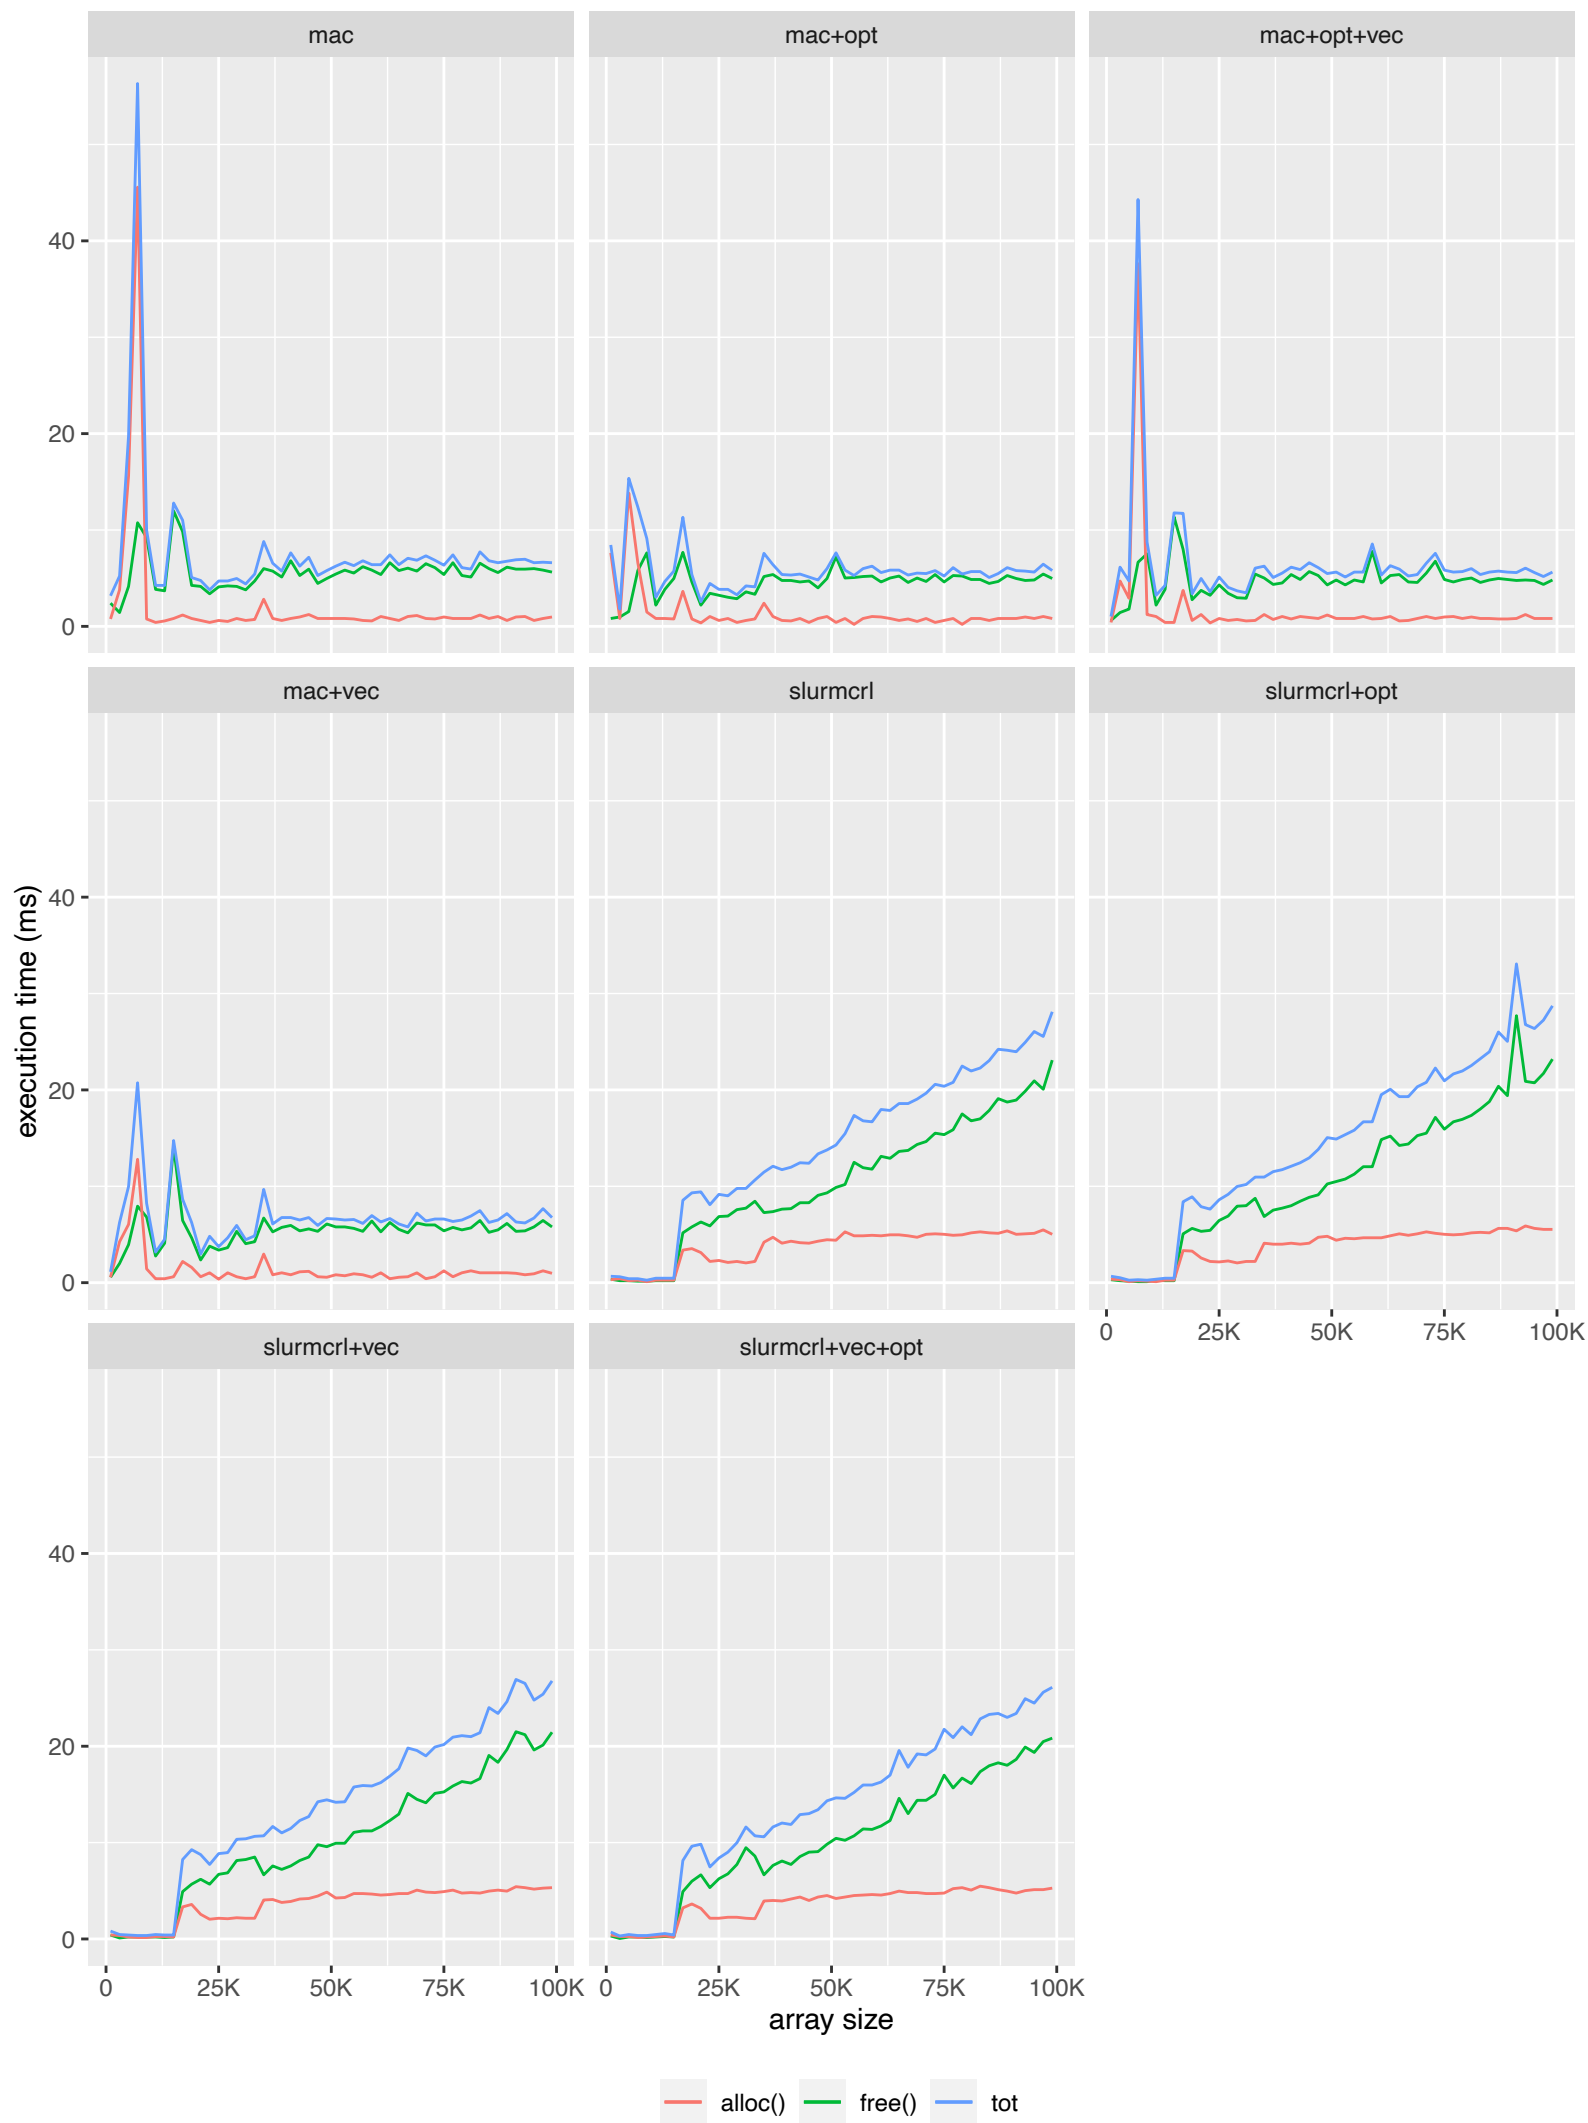 mac
mac+opt
mac+opt+vec
40
20
0
mac+vec
slurmcrl
slurmcrl+opt
40
20
0
0 25K 50K 75K 100K
slurmcrl+vec
slurmcrl+vec+opt
40
20
0
0 25K 50K 75K 100K
0 25K 50K 75K 100K
execution time (ms)
array size
alloc() free() tot